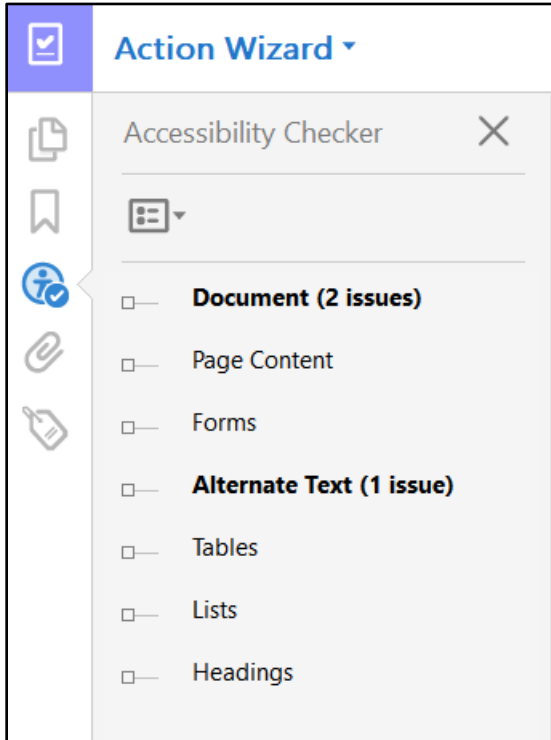 Action Wizard
Accessibility Checker
Document (2 issues)
Page Content
Forms
Alternate Text (1 issue)
Tables
Lists
Headings